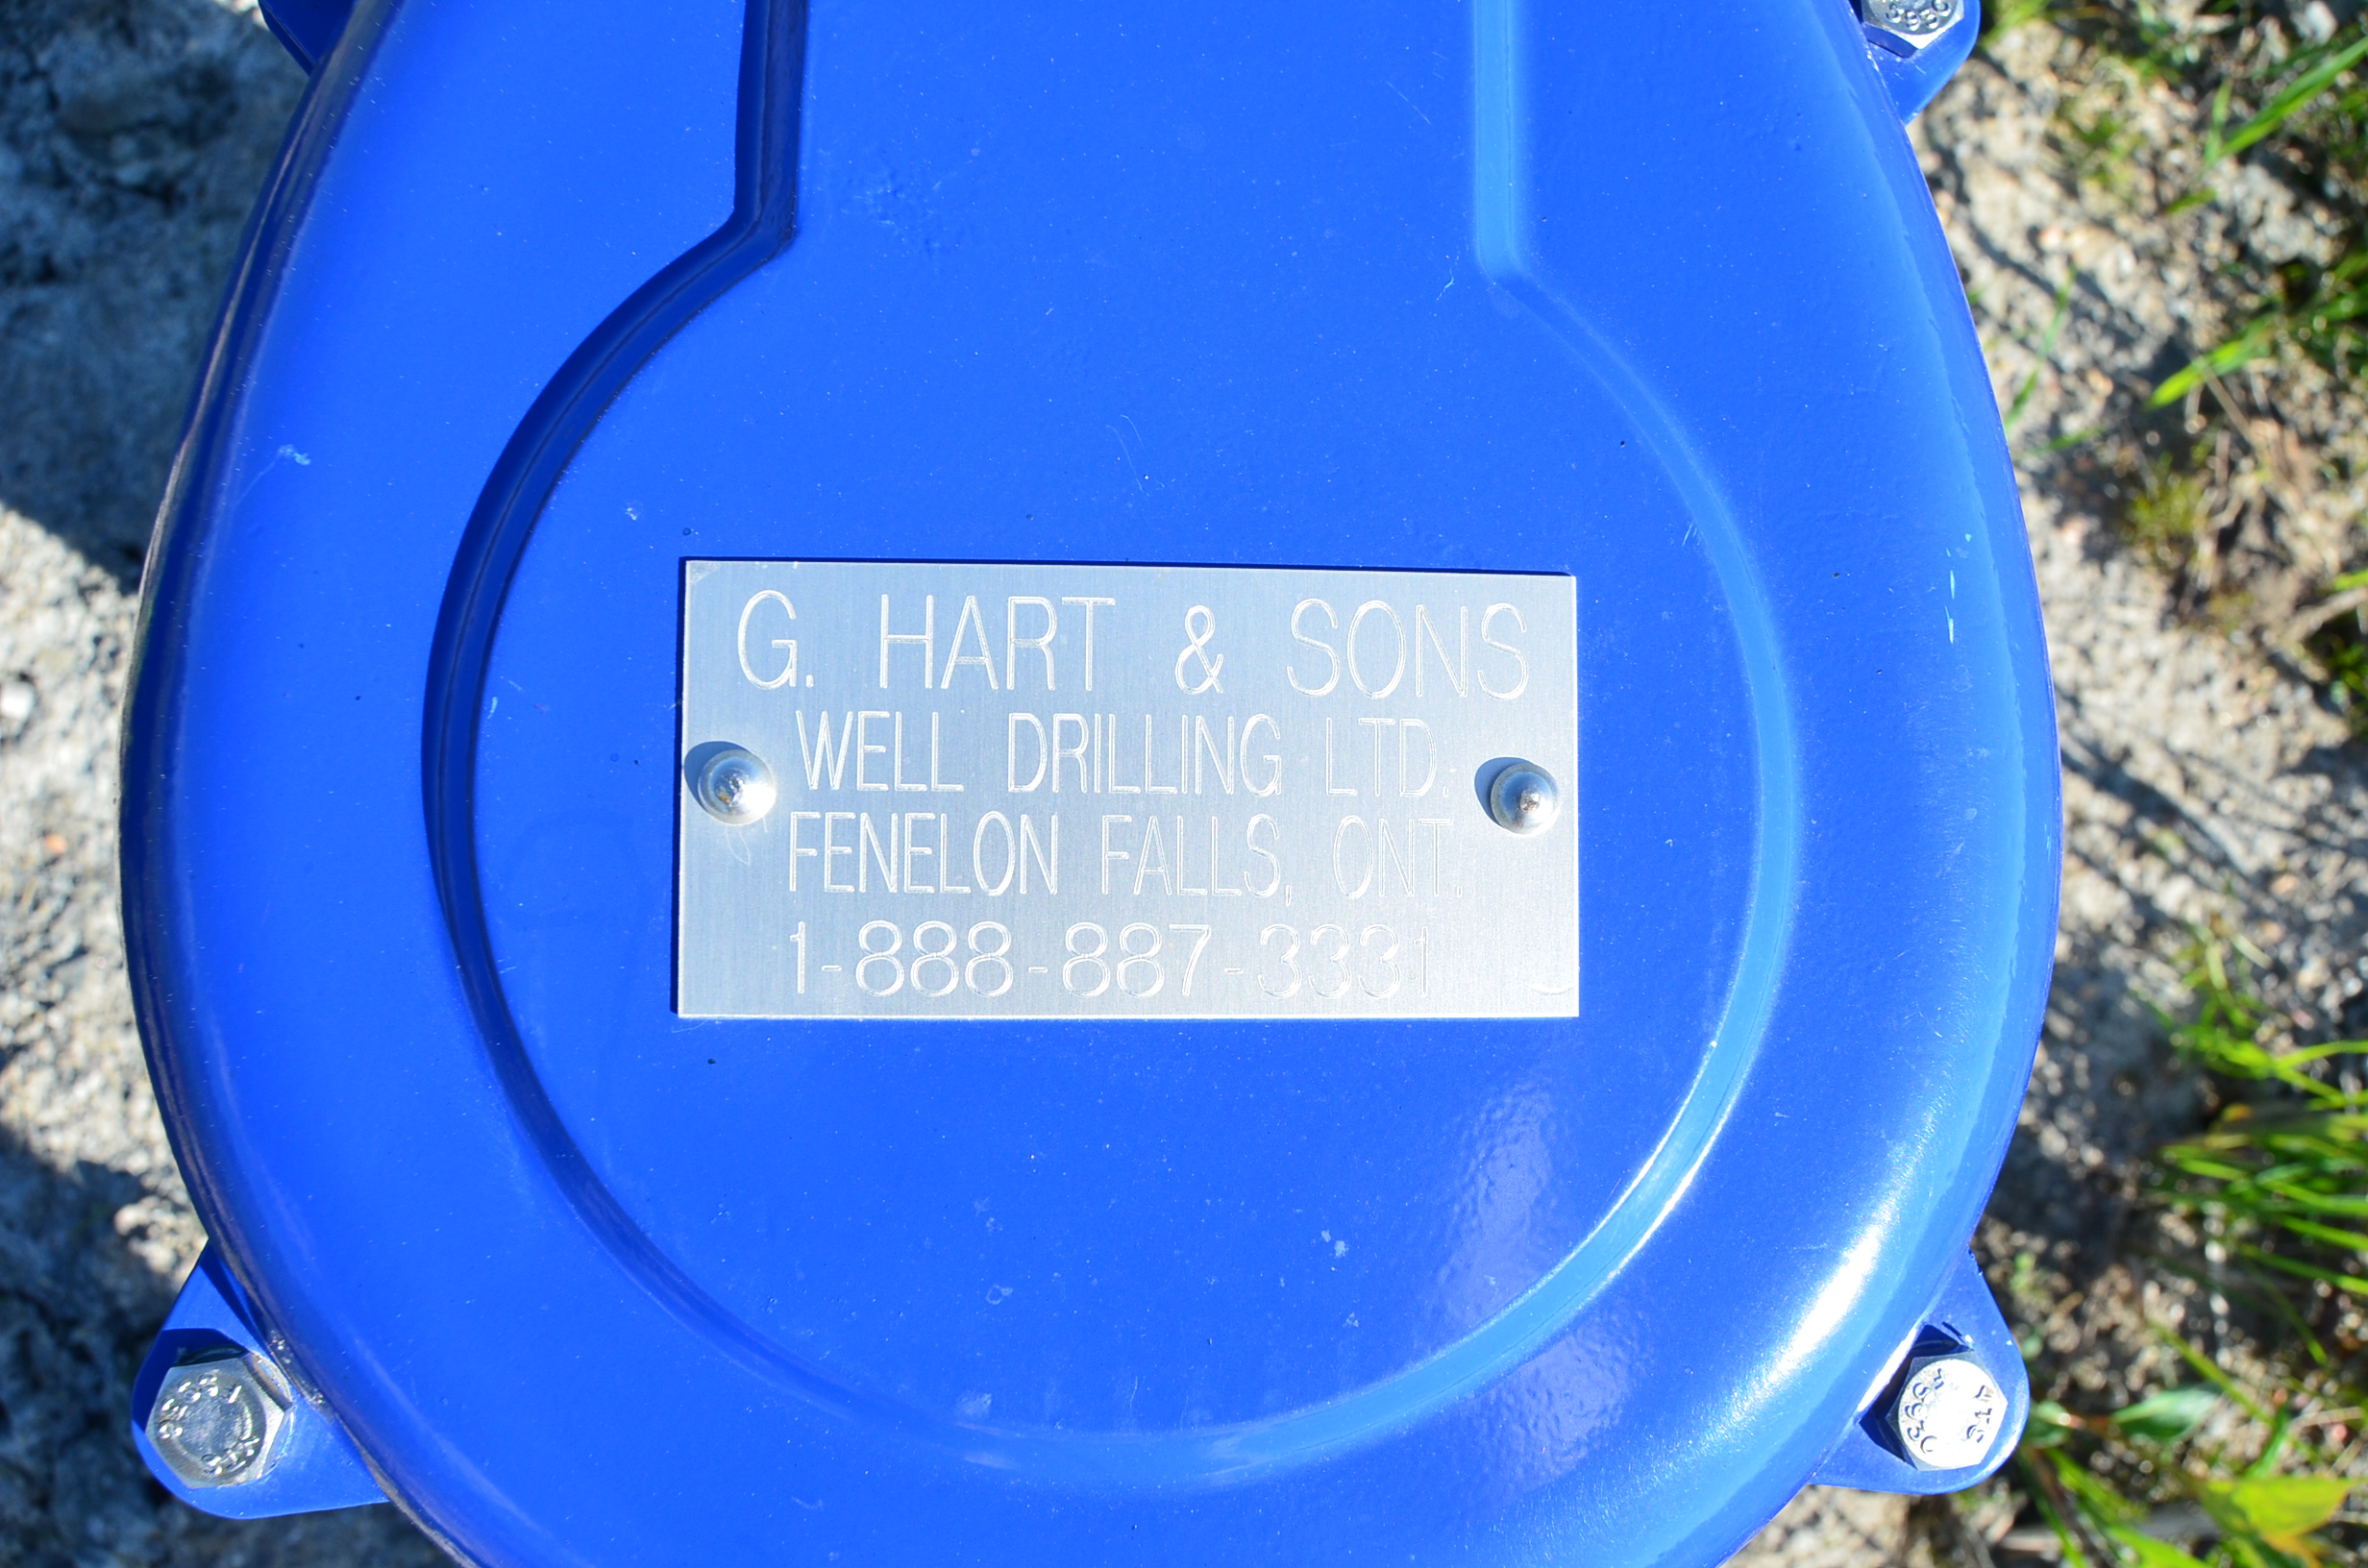 G. HART & SONS
WELL DRILLING LTD.
FENELON FALLS, ONT.
1-888-887-3331